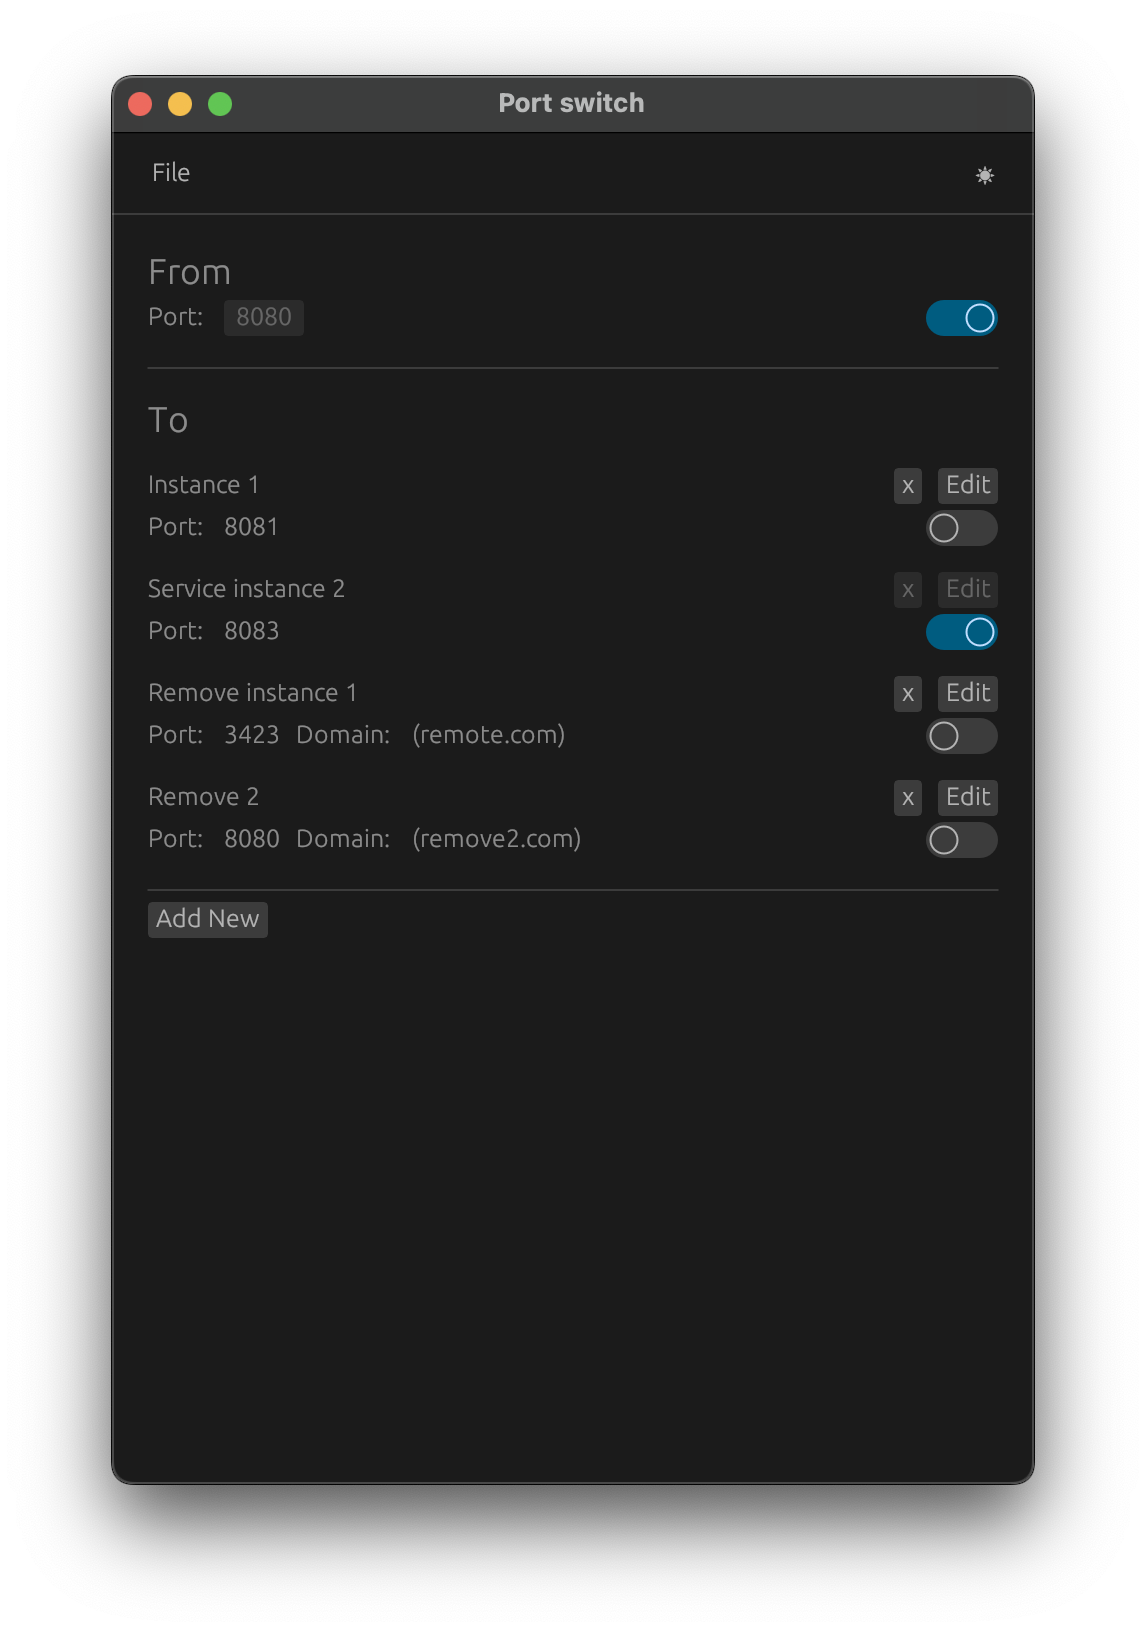 Port switch
File
From
Port: 8080
To
Instance 1 x Edit
Port: 8081
Service instance 2 x Edit
Port: 8083
Remove instance 1 x Edit
Port: 3423 Domain: (remote.com)
Remove 2 x Edit
Port: 8080 Domain: (remove2.com)
Add New